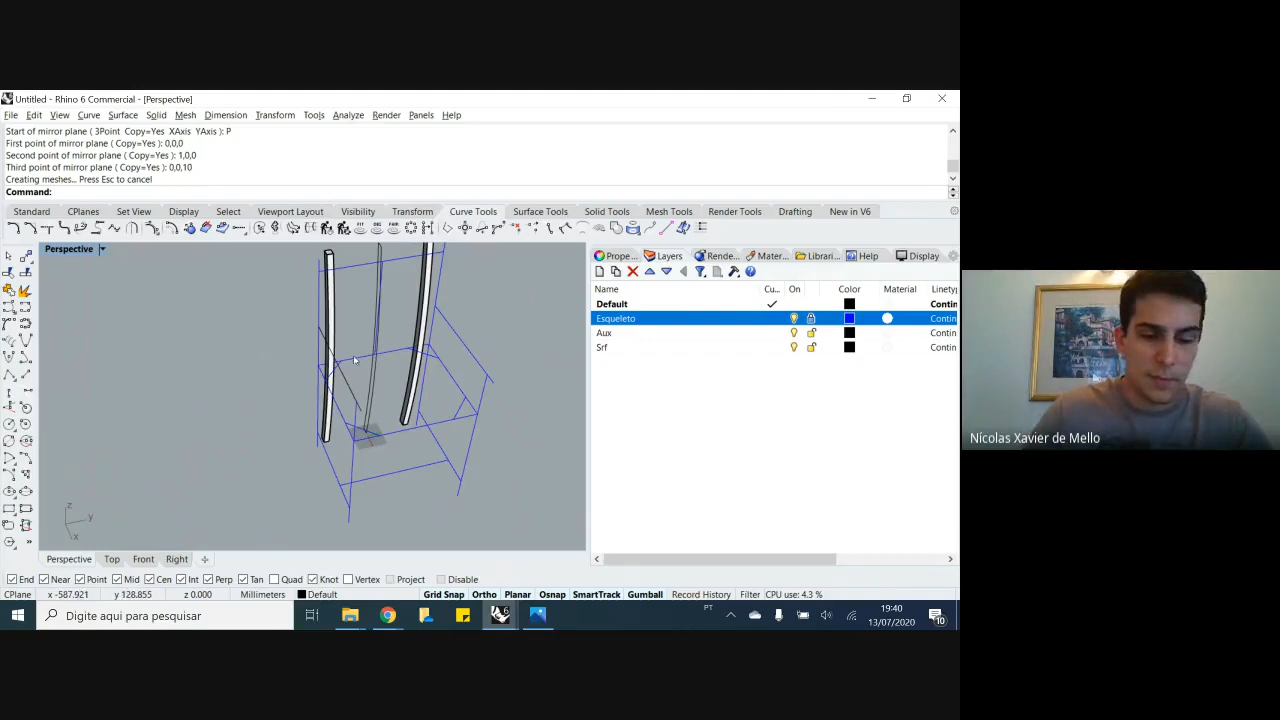 Untitled - Rhino 6 Commercial - [Perspective]
File Edit View Curve Surface Solid Mesh Dimension Transform Tools Analyze Render Panels Help
Start of mirror plane ( 3Point Copy=Yes XAxis YAxis ): P
First point of mirror plane ( Copy=Yes ): 0,0,0
Second point of mirror plane ( Copy=Yes ): 1,0,0
Third point of mirror plane ( Copy=Yes ): 0,0,10
Creating meshes... Press Esc to cancel
Command:
Standard CPlanes Set View Display Select Viewport Layout Visibility Transform Curve Tools Surface Tools Solid Tools Mesh Tools Render Tools Drafting New in V6
Perspective
Prope... Layers Rende... Mater... Librari... Help Display
Name Cu... On Color Material Linety
Default Contin
Esqueleto Contin
Aux Contin
Srf Contin
z
y
x
Nícolas Xavier de Mello
Perspective Top Front Right
End Near Point Mid Cen Int Perp Tan Quad Knot Vertex Project Disable
CPlane x -587.921 y 128.855 z 0.000 Millimeters Default Grid Snap Ortho Planar Osnap SmartTrack Gumball Record History Filter CPU use: 4.3 %
Digite aqui para pesquisar
PT
19:40
13/07/2020
10